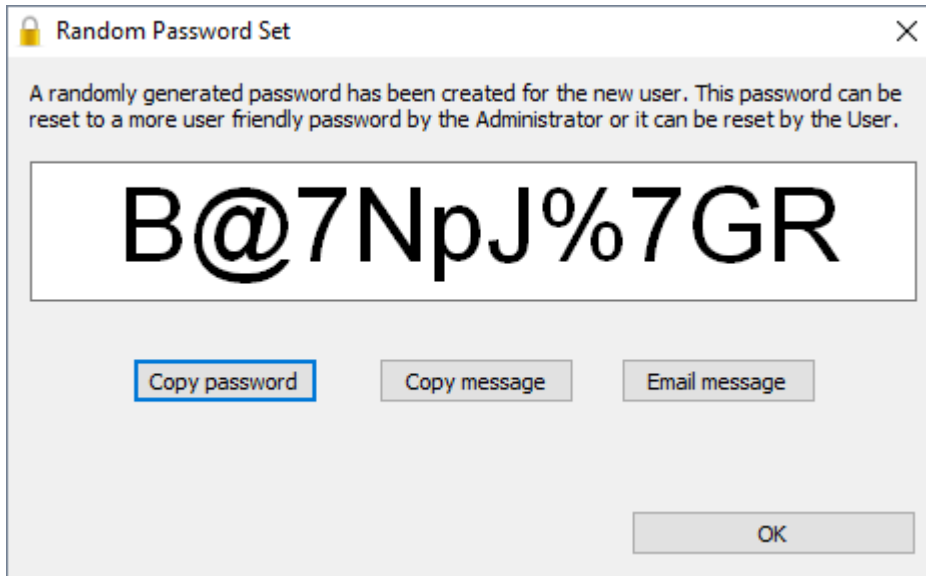 Random Password Set
A randomly generated password has been created for the new user. This password can be
reset to a more user friendly password by the Administrator or it can be reset by the User.
B@7NpJ%7GR
Copy password Copy message Email message
OK